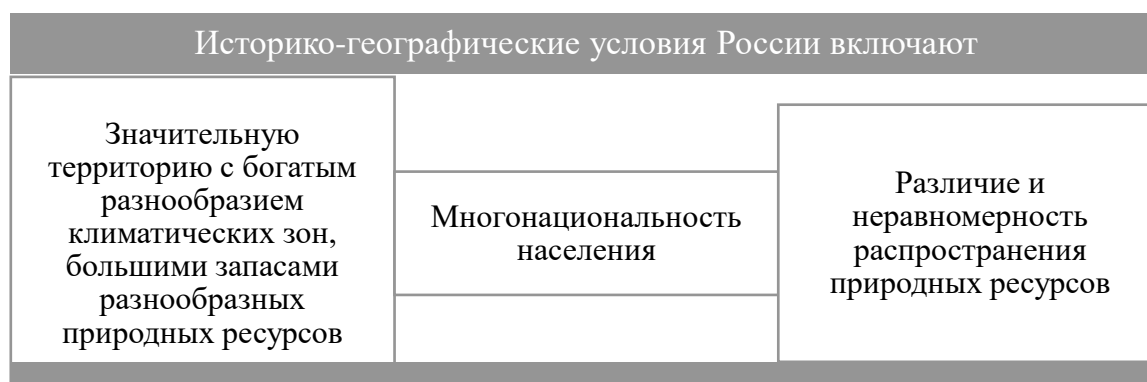 Историко-географические условия России включают
Значительную
территорию с богатым
разнообразием
климатических зон,
большими запасами
разнообразных
природных ресурсов
Многонациональность
населения
Различие и
неравномерность
распространения
природных ресурсов